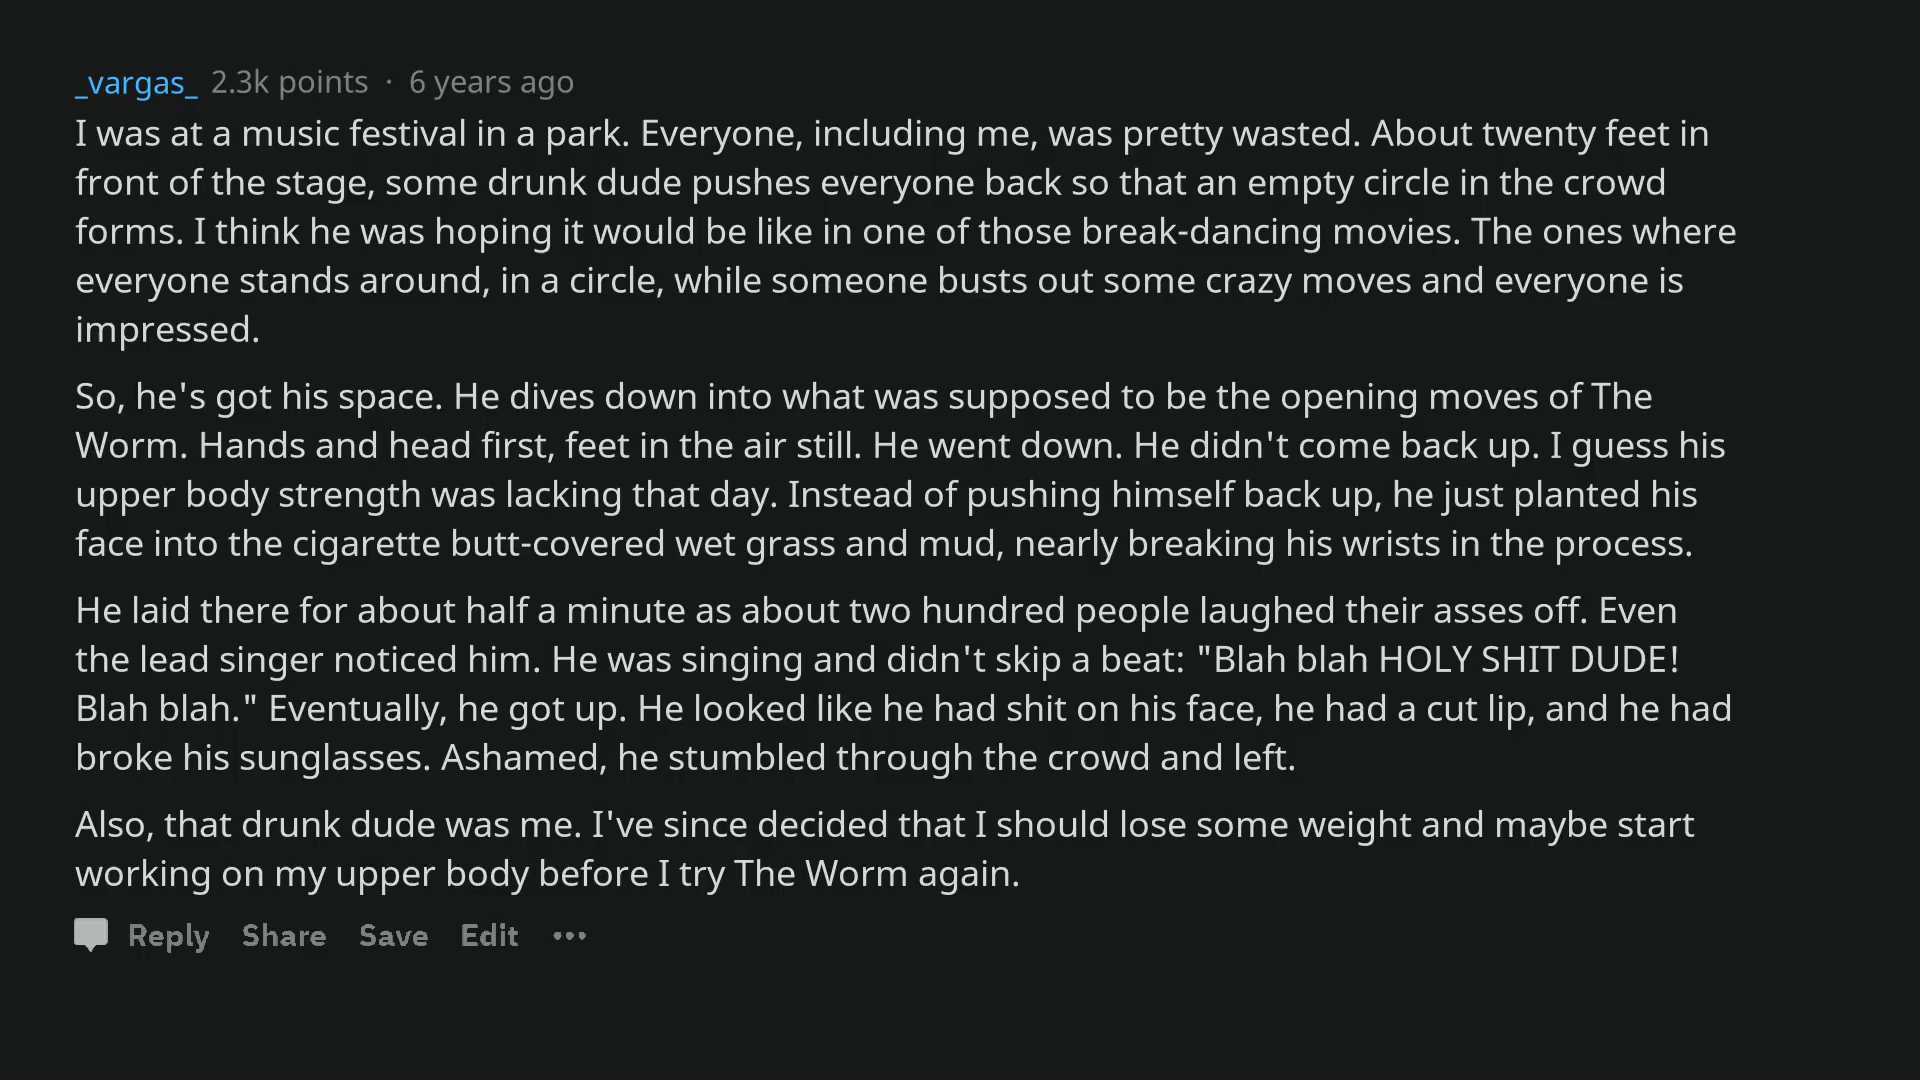 _vargas_ 2.3k points · 6 years ago
I was at a music festival in a park. Everyone, including me, was pretty wasted. About twenty feet in
front of the stage, some drunk dude pushes everyone back so that an empty circle in the crowd
forms. I think he was hoping it would be like in one of those break-dancing movies. The ones where
everyone stands around, in a circle, while someone busts out some crazy moves and everyone is
impressed.
So, he's got his space. He dives down into what was supposed to be the opening moves of The
Worm. Hands and head first, feet in the air still. He went down. He didn't come back up. I guess his
upper body strength was lacking that day. Instead of pushing himself back up, he just planted his
face into the cigarette butt-covered wet grass and mud, nearly breaking his wrists in the process.
He laid there for about half a minute as about two hundred people laughed their asses off. Even
the lead singer noticed him. He was singing and didn't skip a beat: "Blah blah HOLY SHIT DUDE!
Blah blah." Eventually, he got up. He looked like he had shit on his face, he had a cut lip, and he had
broke his sunglasses. Ashamed, he stumbled through the crowd and left.
Also, that drunk dude was me. I've since decided that I should lose some weight and maybe start
working on my upper body before I try The Worm again.
Reply Share Save Edit •••